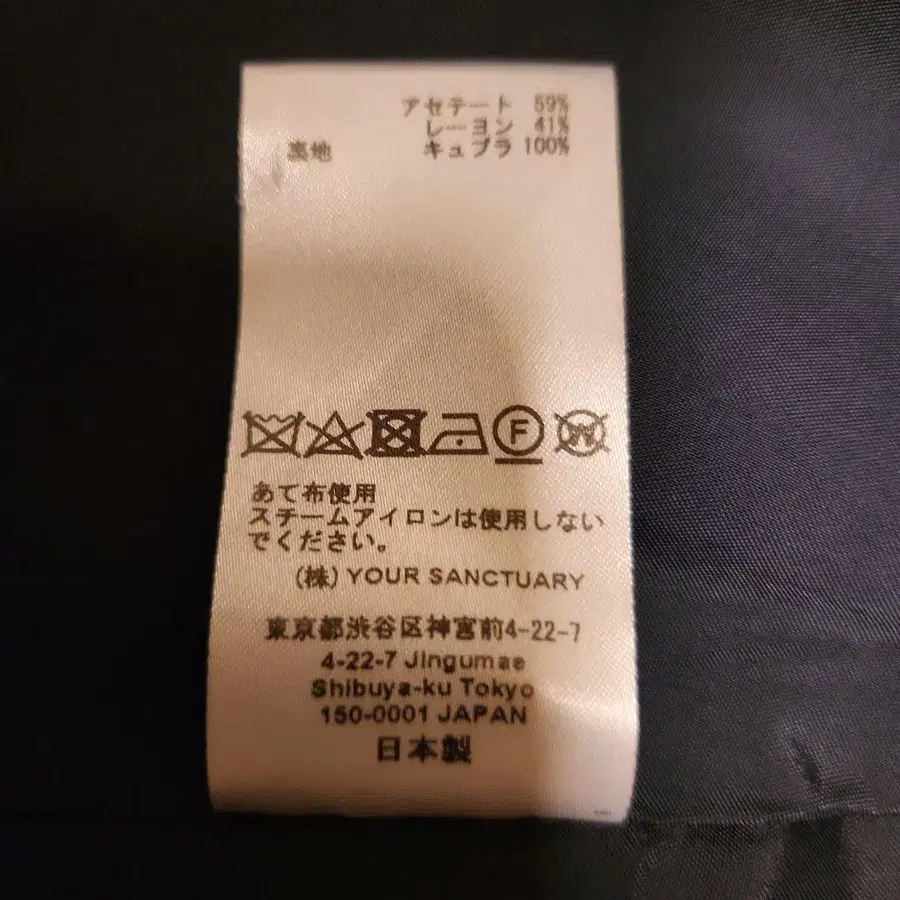 アセテート 59%
レーヨン 41%
裏地 キュプラ 100%
F W
あて布使用
スチームアイロンは使用しない
でください。
(株) YOUR SANCTUARY
東京都渋谷区神宮前4-22-7
4-22-7 Jingumae
Shibuya-ku Tokyo
150-0001 JAPAN
日本製